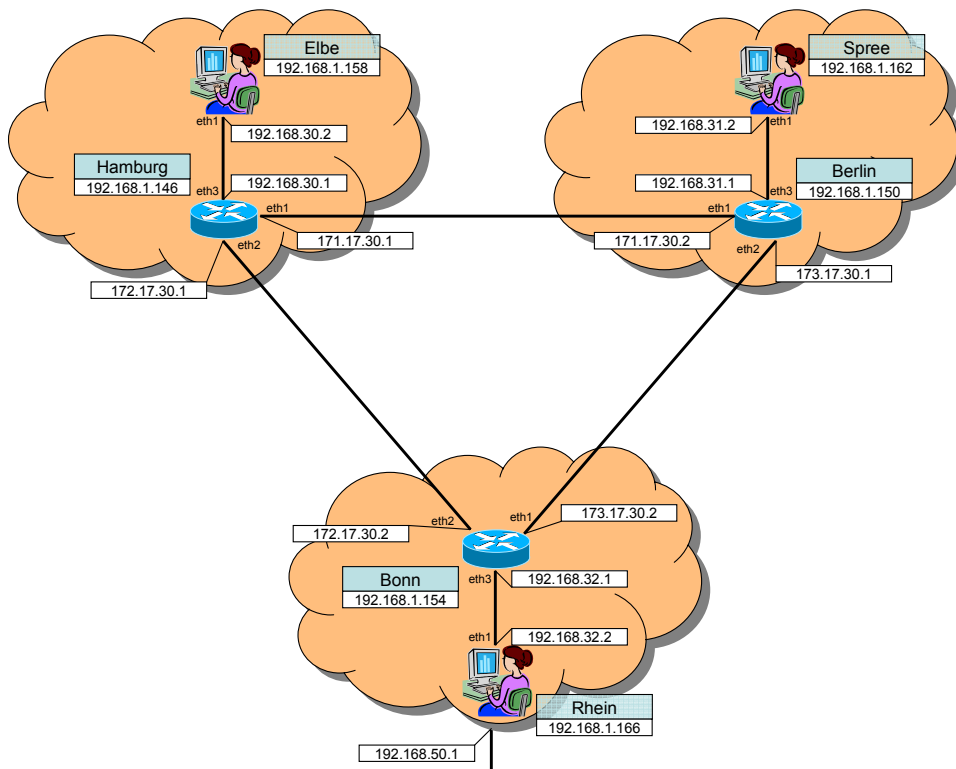 Elbe
192.168.1.158
eth1
192.168.30.2
Hamburg
192.168.1.146
eth3
192.168.30.1
eth1
171.17.30.1
eth2
172.17.30.1
Spree
192.168.1.162
192.168.31.2
eth1
Berlin
192.168.1.150
192.168.31.1
eth3
eth1
171.17.30.2
eth2
173.17.30.1
eth2
172.17.30.2
eth1
173.17.30.2
Bonn
192.168.1.154
eth3
192.168.32.1
eth1
192.168.32.2
Rhein
192.168.1.166
192.168.50.1